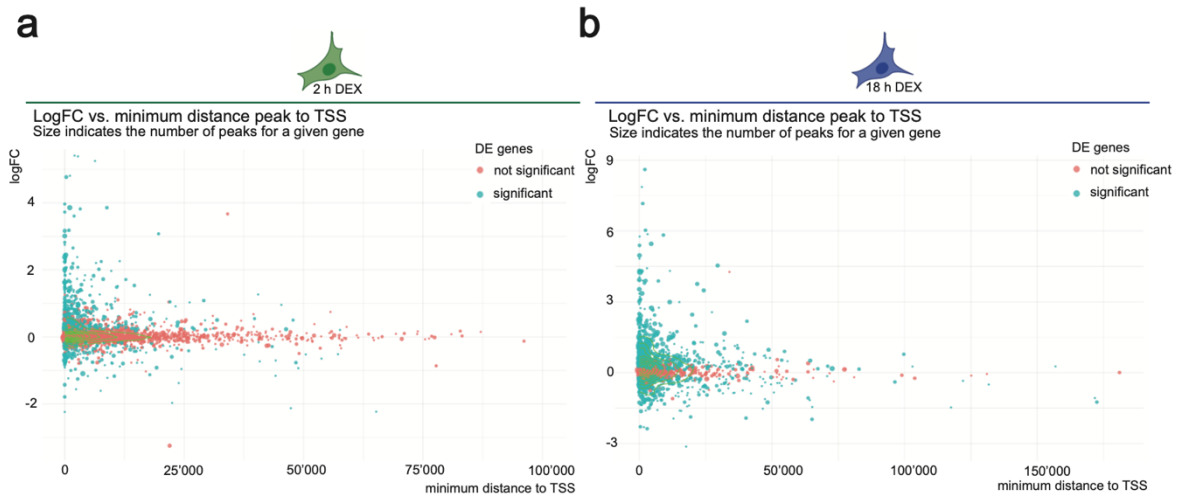 a
2 h DEX
LogFC vs. minimum distance peak to TSS
Size indicates the number of peaks for a given gene
logFC
DE genes
not significant
significant
4
2
0
-2
0
25'000
50'000
75'000
100'000
minimum distance to TSS
b
18 h DEX
LogFC vs. minimum distance peak to TSS
Size indicates the number of peaks for a given gene
logFC
DE genes
not significant
significant
9
6
3
0
-3
0
50'000
100'000
150'000
minimum distance to TSS